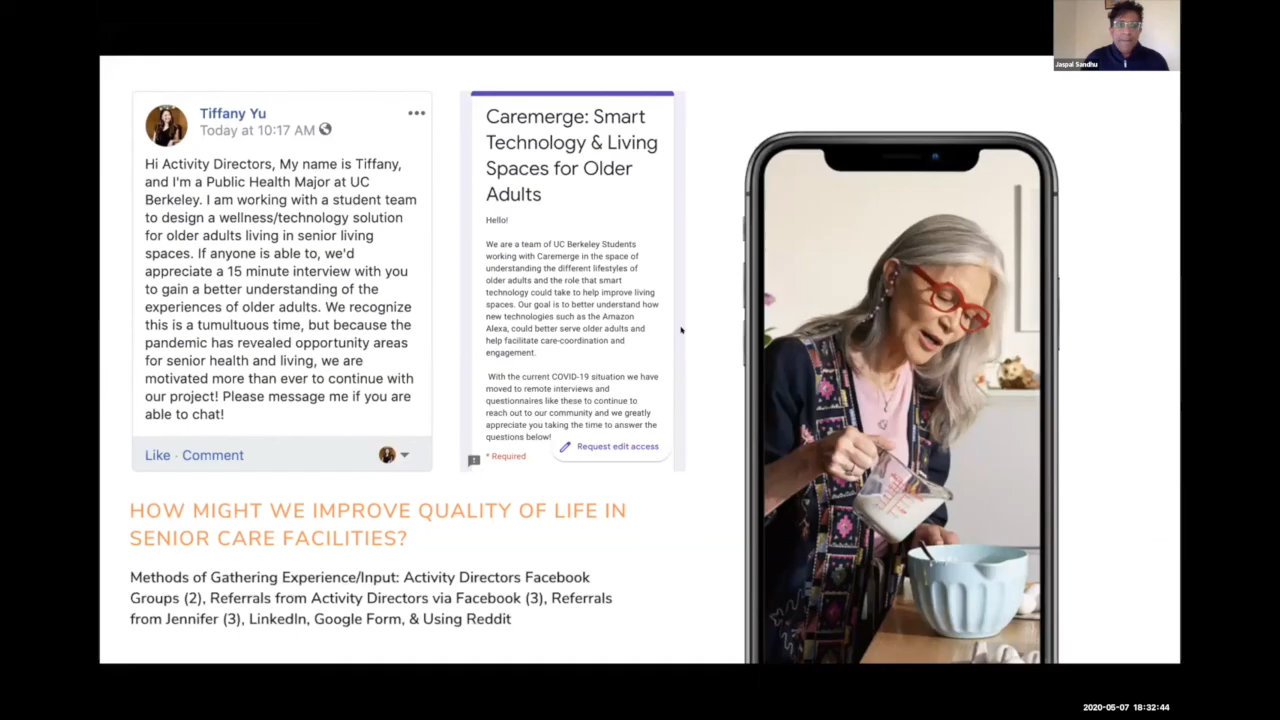 Jaspal Sandhu
Tiffany Yu
Today at 10:17 AM
Hi Activity Directors, My name is Tiffany,
and I'm a Public Health Major at UC
Berkeley. I am working with a student team
to design a wellness/technology solution
for older adults living in senior living
spaces. If anyone is able to, we'd
appreciate a 15 minute interview with you
to gain a better understanding of the
experiences of older adults. We recognize
this is a tumultuous time, but because the
pandemic has revealed opportunity areas
for senior health and living, we are
motivated more than ever to continue with
our project! Please message me if you are
able to chat!
Like · Comment
Caremerge: Smart
Technology & Living
Spaces for Older
Adults
Hello!
We are a team of UC Berkeley Students
working with Caremerge in the space of
understanding the different lifestyles of
older adults and the role that smart
technology could take to help improve living
spaces. Our goal is to better understand how
new technologies such as the Amazon
Alexa, could better serve older adults and
help facilitate care-coordination and
engagement.
With the current COVID-19 situation we have
moved to remote interviews and
questionnaires like these to continue to
reach out to our community and we greatly
appreciate you taking the time to answer the
questions below!
Request edit access
* Required
HOW MIGHT WE IMPROVE QUALITY OF LIFE IN
SENIOR CARE FACILITIES?
Methods of Gathering Experience/Input: Activity Directors Facebook
Groups (2), Referrals from Activity Directors via Facebook (3), Referrals
from Jennifer (3), LinkedIn, Google Form, & Using Reddit
2020-05-07 18:32:44